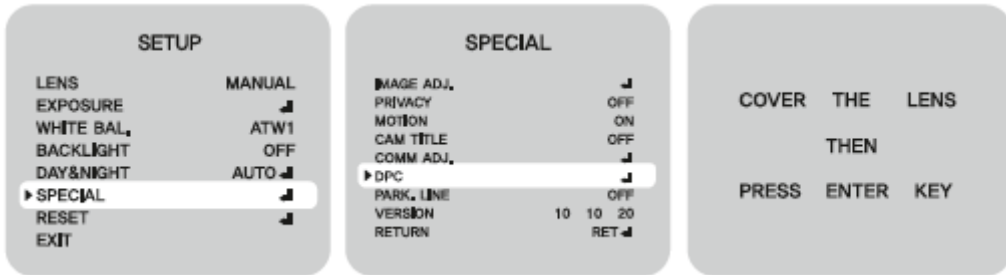 SETUP
LENS MANUAL
EXPOSURE ↲
WHITE BAL. ATW1
BACKLIGHT OFF
DAY&NIGHT AUTO↲
▶SPECIAL ↲
RESET ↲
EXIT
SPECIAL
IMAGE ADJ. ↲
PRIVACY OFF
MOTION ON
CAM TITLE OFF
COMM ADJ. ↲
▶DPC ↲
PARK. LINE OFF
VERSION 10 10 20
RETURN RET↲
COVER THE LENS
THEN
PRESS ENTER KEY